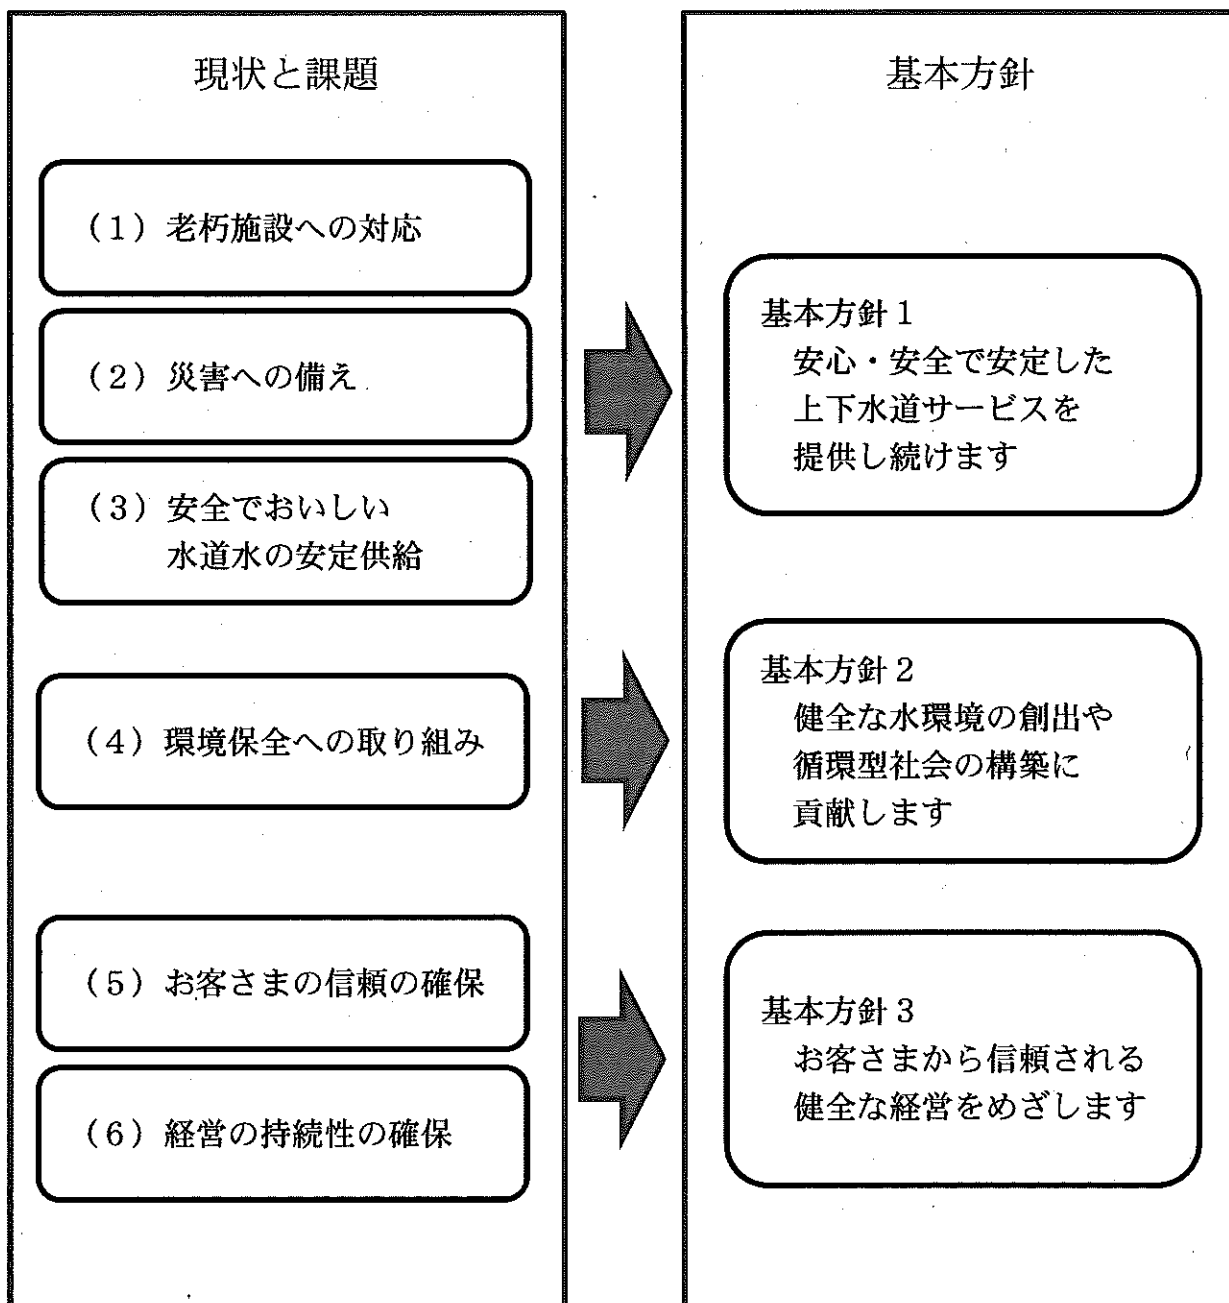 現状と課題
(1)老朽施設への対応
(2)災害への備え
(3)安全でおいしい
水道水の安定供給
(4)環境保全への取り組み
(5)お客さまの信頼の確保
(6)経営の持続性の確保
基本方針
基本方針1
安心・安全で安定した
上下水道サービスを
提供し続けます
基本方針2
健全な水環境の創出や
循環型社会の構築に
貢献します
基本方針3
お客さまから信頼される
健全な経営をめざします